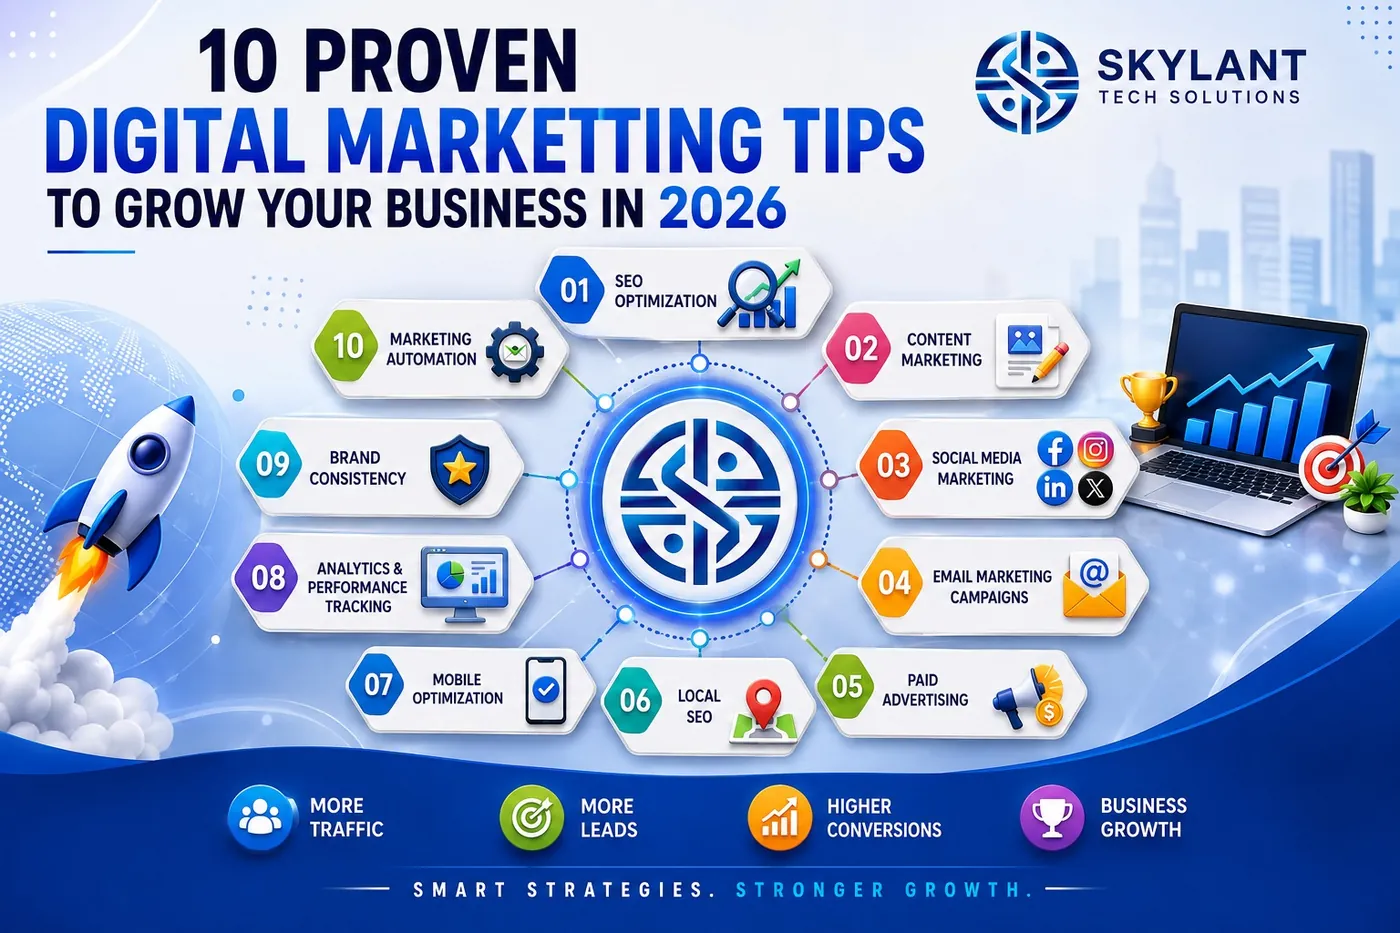 10 PROVEN
DIGITAL MARKETTING TIPS
TO GROW YOUR BUSINESS IN 2026
SKYLANT
TECH SOLUTIONS
01
SEO
OPTIMIZATION
02
CONTENT
MARKETING
03
SOCIAL MEDIA
MARKETING
f
in
X
04
EMAIL MARKETING
CAMPAIGNS
@
05
PAID
ADVERTISING
$
06
LOCAL
SEO
07
MOBILE
OPTIMIZATION
08
ANALYTICS &
PERFORMANCE
TRACKING
09
BRAND
CONSISTENCY
10
MARKETING
AUTOMATION
MORE
TRAFFIC
MORE
LEADS
HIGHER
CONVERSIONS
BUSINESS
GROWTH
SMART STRATEGIES. STRONGER GROWTH.